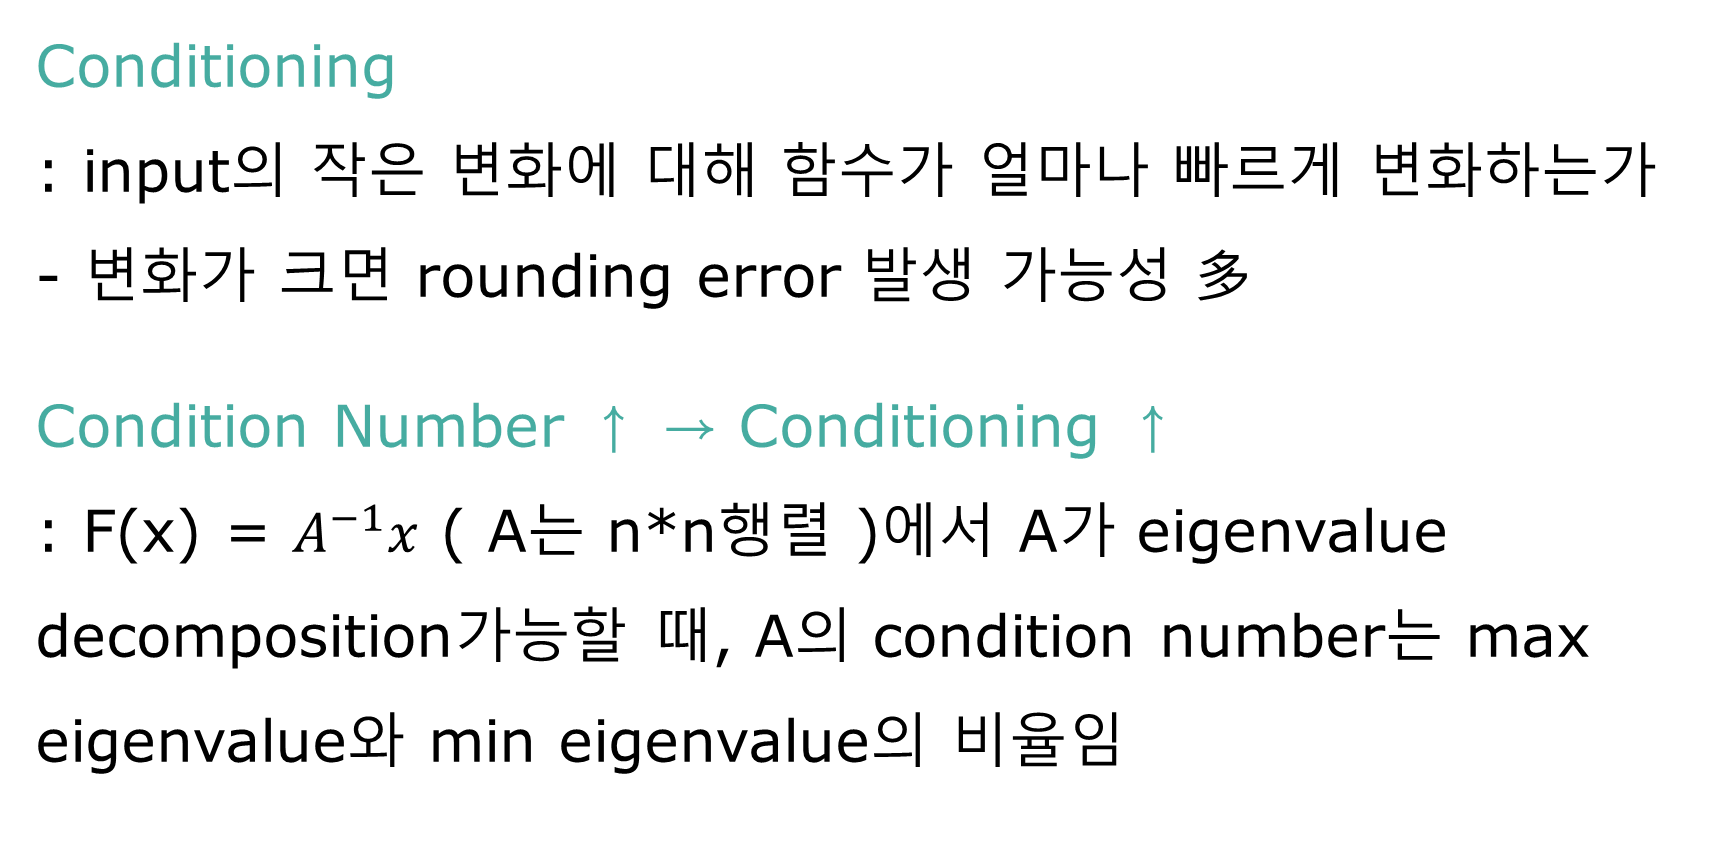 Conditioning
: input의 작은 변화에 대해 함수가 얼마나 빠르게 변화하는가
- 변화가 크면 rounding error 발생 가능성 多
Condition Number ↑ → Conditioning ↑
: F(x) = A⁻¹x ( A는 n*n행렬 )에서 A가 eigenvalue
decomposition가능할 때, A의 condition number는 max
eigenvalue와 min eigenvalue의 비율임